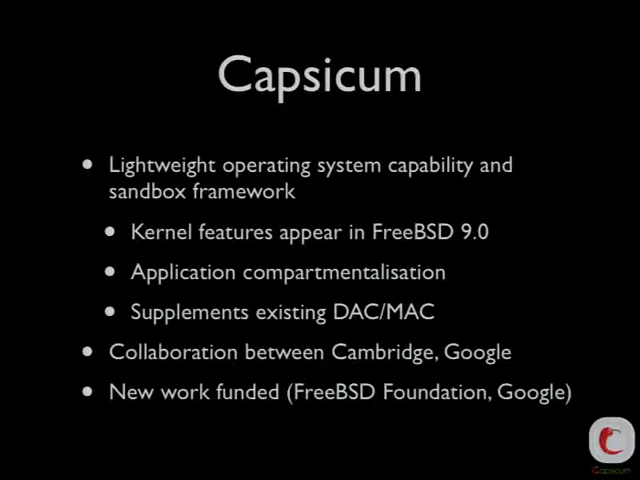 Capsicum
• Lightweight operating system capability and
sandbox framework
• Kernel features appear in FreeBSD 9.0
• Application compartmentalisation
• Supplements existing DAC/MAC
• Collaboration between Cambridge, Google
• New work funded (FreeBSD Foundation, Google)
Capsicum